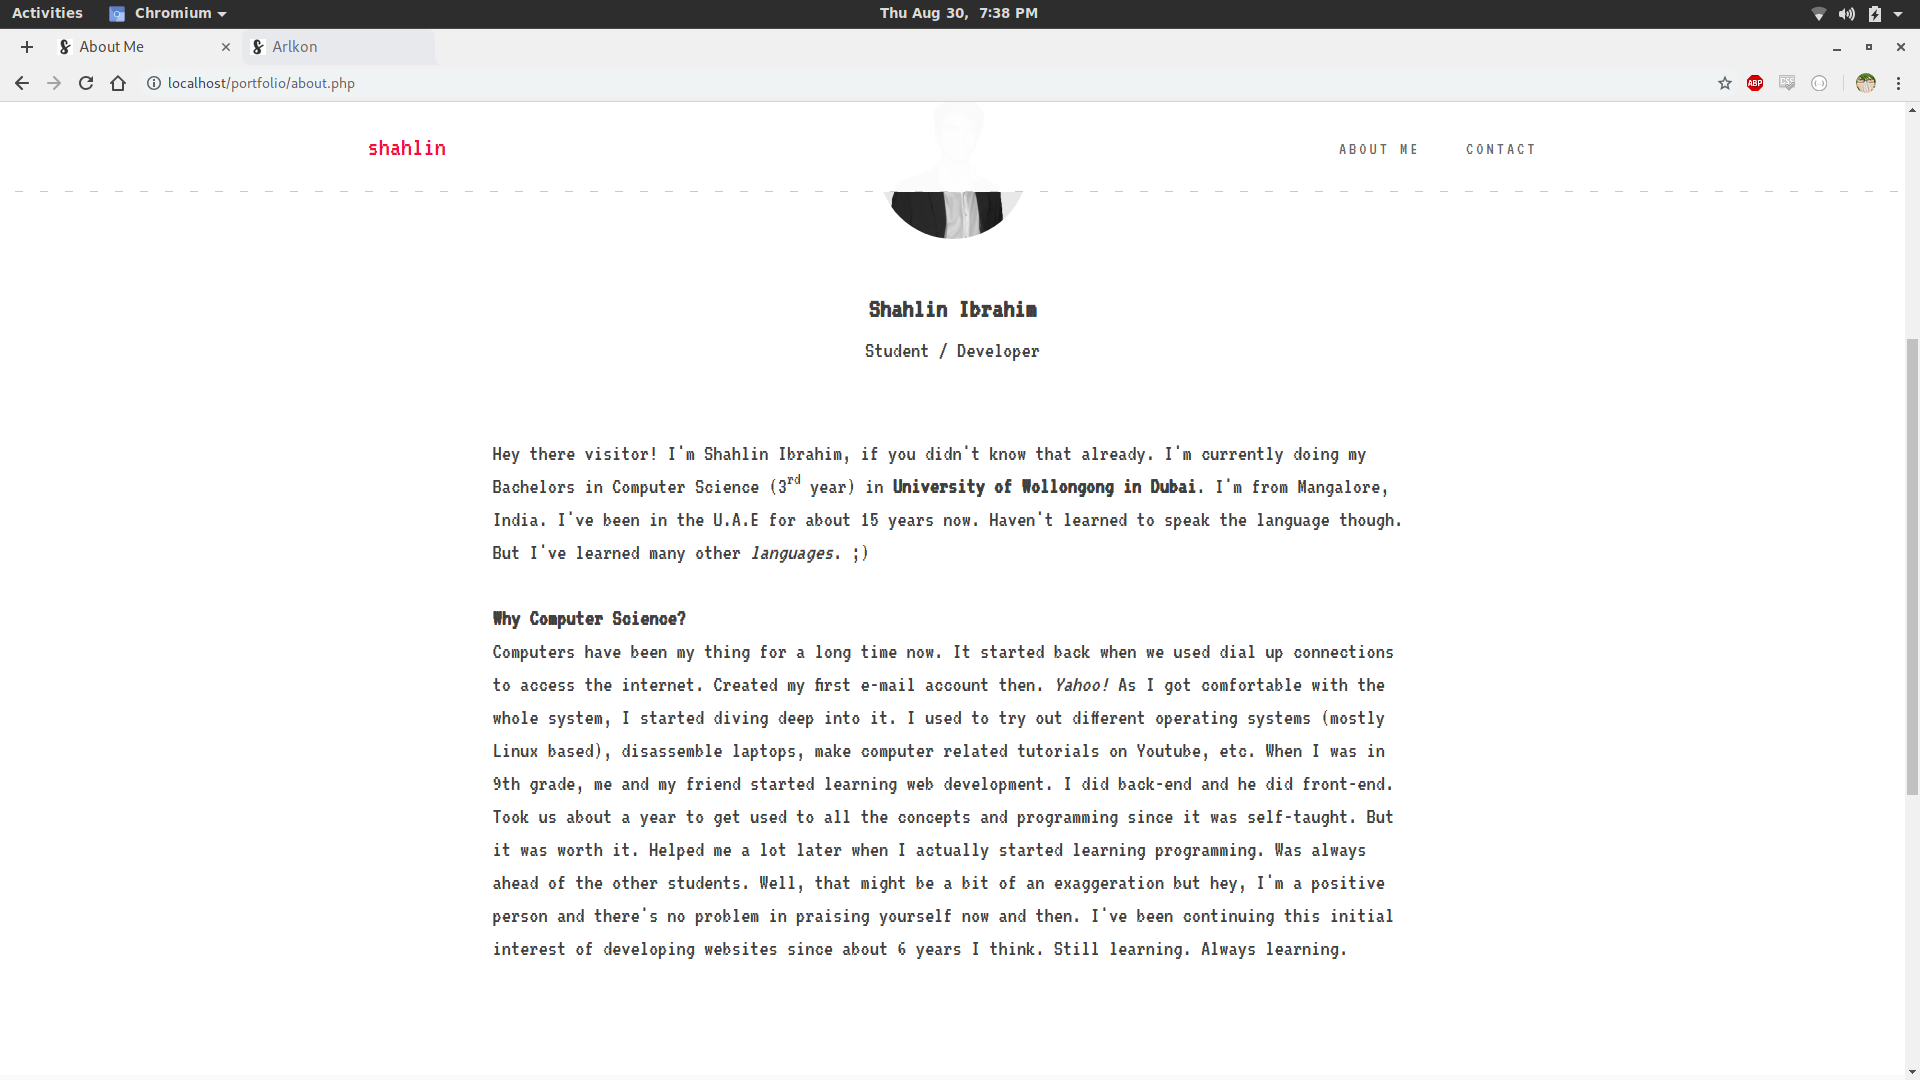 Activities Chromium Thu Aug 30, 7:38 PM
About Me Arlkon
localhost/portfolio/about.php ABP CSS
shahlin ABOUT ME CONTACT
Shahlin Ibrahim
Student / Developer
Hey there visitor! I'm Shahlin Ibrahim, if you didn't know that already. I'm currently doing my
Bachelors in Computer Science (3rd year) in University of Wollongong in Dubai. I'm from Mangalore,
India. I've been in the U.A.E for about 15 years now. Haven't learned to speak the language though.
But I've learned many other languages. ;)
Why Computer Science?
Computers have been my thing for a long time now. It started back when we used dial up connections
to access the internet. Created my first e-mail account then. Yahoo! As I got comfortable with the
whole system, I started diving deep into it. I used to try out different operating systems (mostly
Linux based), disassemble laptops, make computer related tutorials on Youtube, etc. When I was in
9th grade, me and my friend started learning web development. I did back-end and he did front-end.
Took us about a year to get used to all the concepts and programming since it was self-taught. But
it was worth it. Helped me a lot later when I actually started learning programming. Was always
ahead of the other students. Well, that might be a bit of an exaggeration but hey, I'm a positive
person and there's no problem in praising yourself now and then. I've been continuing this initial
interest of developing websites since about 6 years I think. Still learning. Always learning.